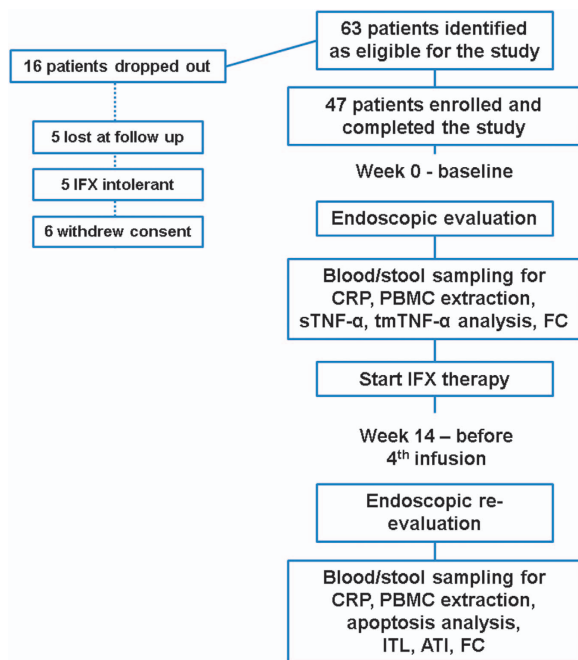 63 patients identified
as eligible for the study
16 patients dropped out
5 lost at follow up
5 IFX intolerant
6 withdrew consent
47 patients enrolled and
completed the study
Week 0 - baseline
Endoscopic evaluation
Blood/stool sampling for
CRP, PBMC extraction,
sTNF-α, tmTNF-α analysis, FC
Start IFX therapy
Week 14 – before
4th infusion
Endoscopic re-
evaluation
Blood/stool sampling for
CRP, PBMC extraction,
apoptosis analysis,
ITL, ATI, FC